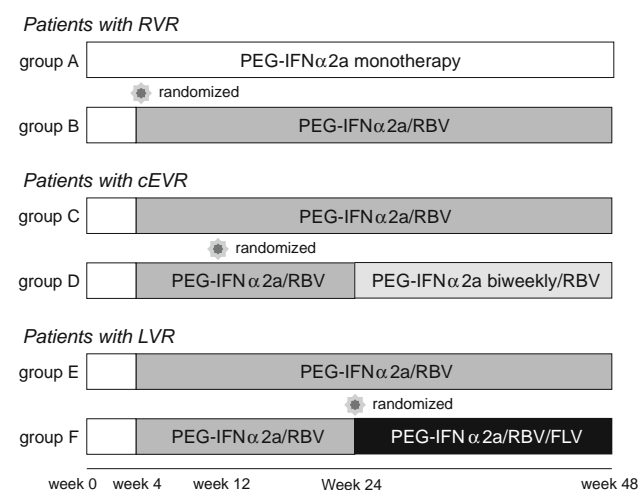 Patients with RVR
group A PEG-IFNα2a monotherapy
randomized
group B PEG-IFNα2a/RBV
Patients with cEVR
group C PEG-IFNα2a/RBV
randomized
group D PEG-IFNα2a/RBV PEG-IFNα2a biweekly/RBV
Patients with LVR
group E PEG-IFNα2a/RBV
randomized
group F PEG-IFNα2a/RBV PEG-IFN α2a/RBV/FLV
week 0 week 4 week 12 Week 24 week 48